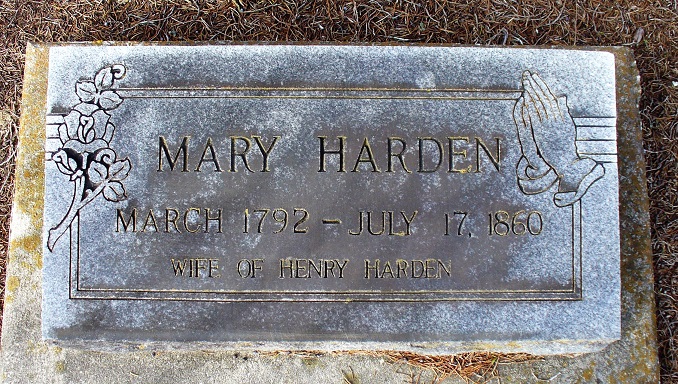 MARY HARDEN
MARCH 1792 – JULY 17, 1860
WIFE OF HENRY HARDEN